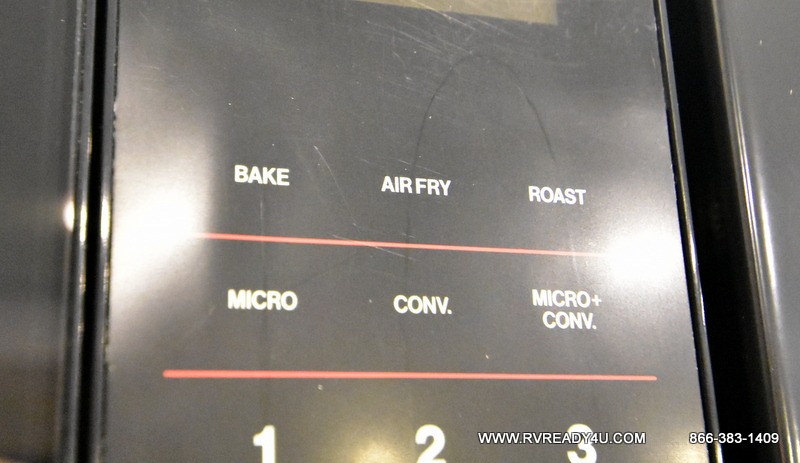 BAKE AIR FRY ROAST
MICRO CONV. MICRO+
CONV.
1 2 3
WWW.RVREADY4U.COM 866-383-1409